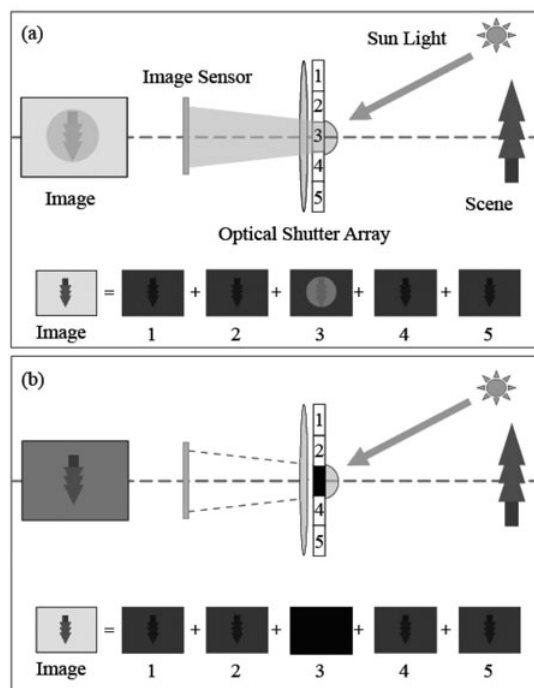 (a)
Sun Light
Image Sensor
1
2
3
4
5
Image
Scene
Optical Shutter Array
= + + + +
Image 1 2 3 4 5
(b)
1
2
4
5
= + + + +
Image 1 2 3 4 5